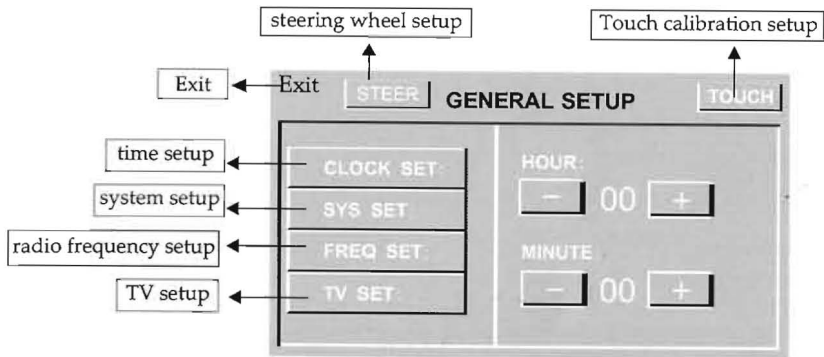 steering wheel setup
Touch calibration setup
Exit
Exit
STEER
GENERAL SETUP
TOUCH
time setup
CLOCK SET:
HOUR:
system setup
SYS SET
− 00 +
radio frequency setup
FREQ SET:
MINUTE
TV setup
TV SET:
− 00 +